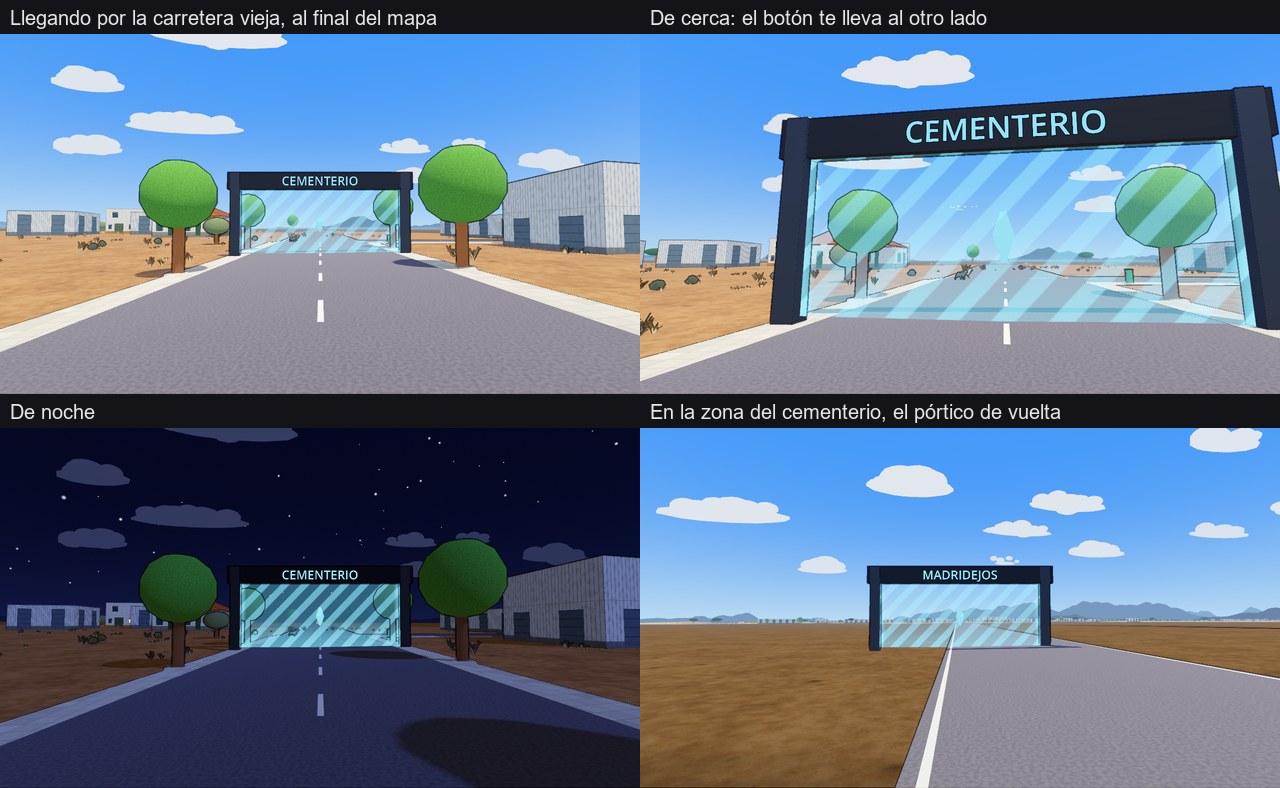 Llegando por la carretera vieja, al final del mapa
De cerca: el botón te lleva al otro lado
CEMENTERIO
CEMENTERIO
De noche
En la zona del cementerio, el pórtico de vuelta
CEMENTERIO
MADRIDEJOS